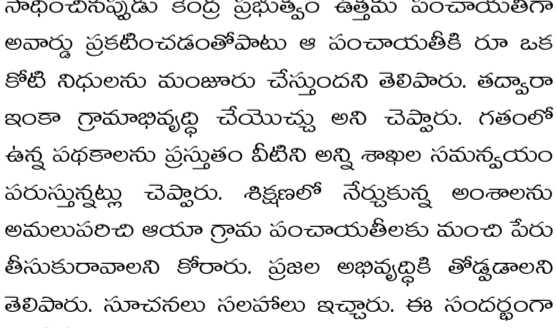 సాధించినప్పుడు కేంద్ర ప్రభుత్వం ఉత్తమ పంచాయతీగా
అవార్డు ప్రకటించడంతోపాటు ఆ పంచాయతీకి రూ ఒక
కోటి నిధులను మంజూరు చేస్తుందని తెలిపారు. తద్వారా
ఇంకా గ్రామాభివృద్ధి చేయొచ్చు అని చెప్పారు. గతంలో
ఉన్న పథకాలను ప్రస్తుతం వీటిని అన్ని శాఖల సమన్వయం
పరుస్తున్నట్లు చెప్పారు. శిక్షణలో నేర్చుకున్న అంశాలను
అమలుపరిచి ఆయా గ్రామ పంచాయతీలకు మంచి పేరు
తీసుకురావాలని కోరారు. ప్రజల అభివృద్ధికి తోడ్పడాలని
తెలిపారు. సూచనలు సలహాలు ఇచ్చారు. ఈ సందర్భంగా